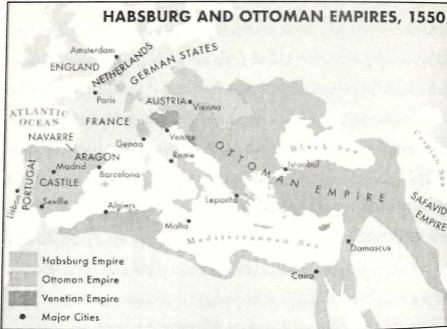 HABSBURG AND OTTOMAN EMPIRES, 1550
Amsterdam
ENGLAND
NETHERLANDS
GERMAN STATES
Paris
AUSTRIA
Vienna
ATLANTIC
OCEAN
FRANCE
NAVARRE
Genoa
Venice
Black Sea
Caspian Sea
ARAGON
Madrid
Rome
OTTOMAN EMPIRE
Istanbul
PORTUGAL
CASTILE
Barcelona
Lisbon
Seville
Algiers
Lepanto
SAFAVID
EMPIRE
Malta
Mediterranean Sea
Damascus
Cairo
Habsburg Empire
Ottoman Empire
Venetian Empire
Major Cities